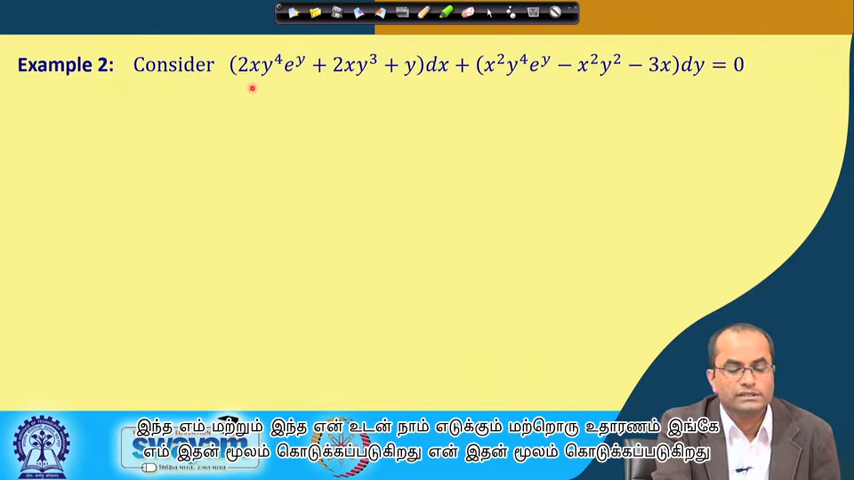 Example 2: Consider (2xy⁴eʸ + 2xy³ + y)dx + (x²y⁴eʸ − x²y² − 3x)dy = 0
swayam
இந்த எம் மற்றும் இந்த என் உடன் நாம் எடுக்கும் மற்றொரு உதாரணம் இங்கே
எம் இதன் மூலம் கொடுக்கப்படுகிறது என் இதன் மூலம் கொடுக்கப்படுகிறது